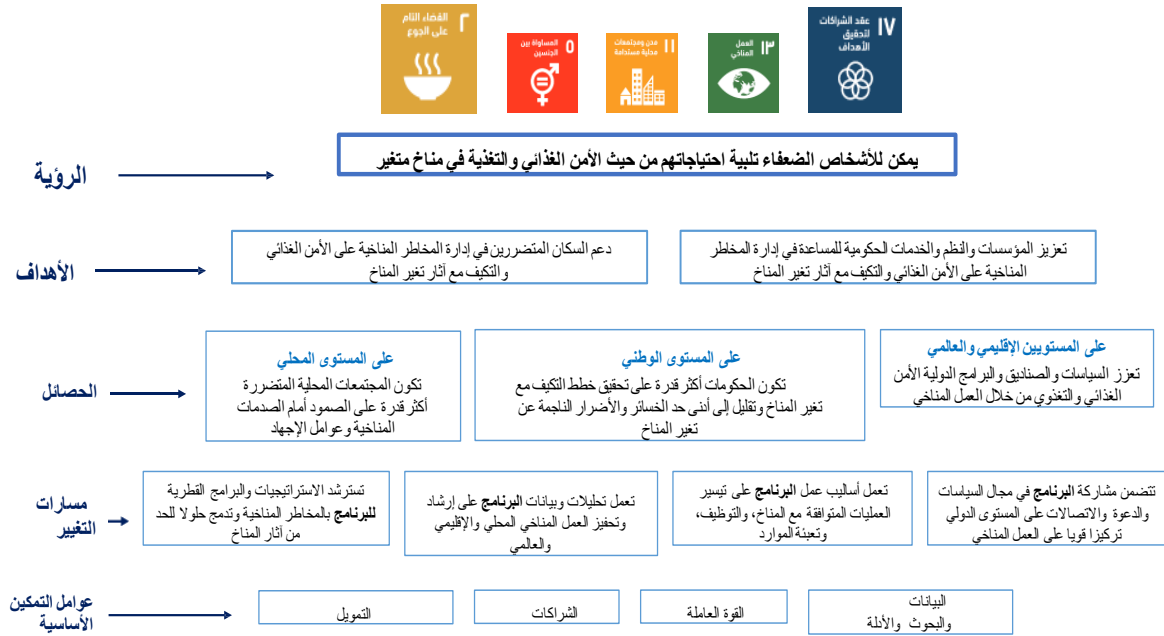 ١٧ عقد الشراكات
لتحقيق
الأهداف
١٣ العمل
المناخي
١١ مدن ومجتمعات
محلية مستدامة
٥ المساواة بين
الجنسين
٢ القضاء التام
على الجوع
الرؤية
يمكن للأشخاص الضعفاء تلبية احتياجاتهم من حيث الأمن الغذائي والتغذية في مناخ متغير
الأهداف
تعزيز المؤسسات والنظم والخدمات الحكومية للمساعدة في إدارة المخاطر
المناخية على الأمن الغذائي والتكيف مع آثار تغير المناخ
دعم السكان المتضررين في إدارة المخاطر المناخية على الأمن الغذائي
والتكيف مع آثار تغير المناخ
الحصائل
على المستويين الإقليمي والعالمي
تعزز السياسات والصناديق والبرامج الدولية الأمن
الغذائي والتغذوي من خلال العمل المناخي
على المستوى الوطني
تكون الحكومات أكثر قدرة على تحقيق خطط التكيف مع
تغير المناخ وتقليل إلى أدنى حد الخسائر والأضرار الناجمة عن
تغير المناخ
على المستوى المحلي
تكون المجتمعات المحلية المتضررة
أكثر قدرة على الصمود أمام الصدمات
المناخية وعوامل الإجهاد
مسارات
التغيير
تتضمن مشاركة البرنامج في مجال السياسات
والدعوة والاتصالات على المستوى الدولي
تركيزا قويا على العمل المناخي
تعمل أساليب عمل البرنامج على تيسير
العمليات المتوافقة مع المناخ، والتوظيف،
وتعبئة الموارد
تعمل تحليلات وبيانات البرنامج على إرشاد
وتحفيز العمل المناخي المحلي والإقليمي
والعالمي
تسترشد الاستراتيجيات والبرامج القطرية
للبرنامج بالمخاطر المناخية وتدمج حلولا للحد
من آثار المناخ
عوامل التمكين
الأساسية
البيانات
والبحوث والأدلة
القوة العاملة
الشراكات
التمويل